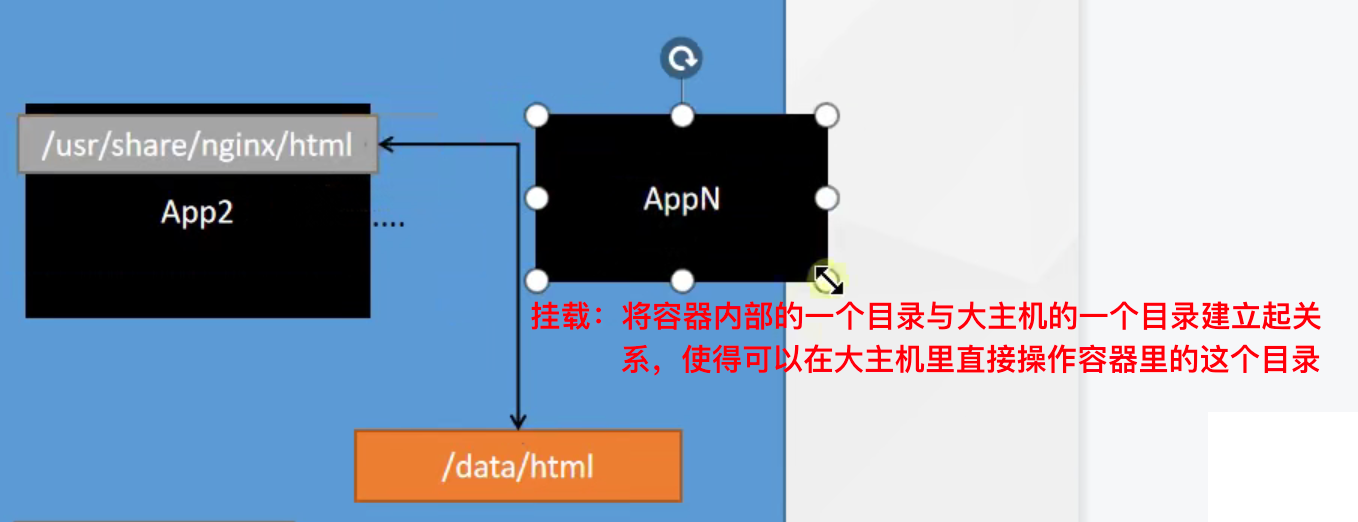 /usr/share/nginx/html
App2
....
AppN
挂载：将容器内部的一个目录与大主机的一个目录建立起关
系，使得可以在大主机里直接操作容器里的这个目录
/data/html